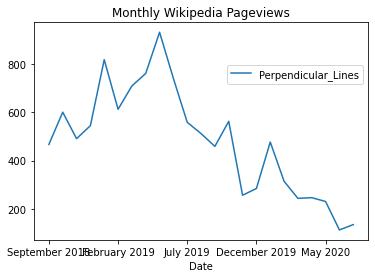 Monthly Wikipedia Pageviews
Perpendicular_Lines
800
600
400
200
September 2018 February 2019 July 2019 December 2019 May 2020
Date